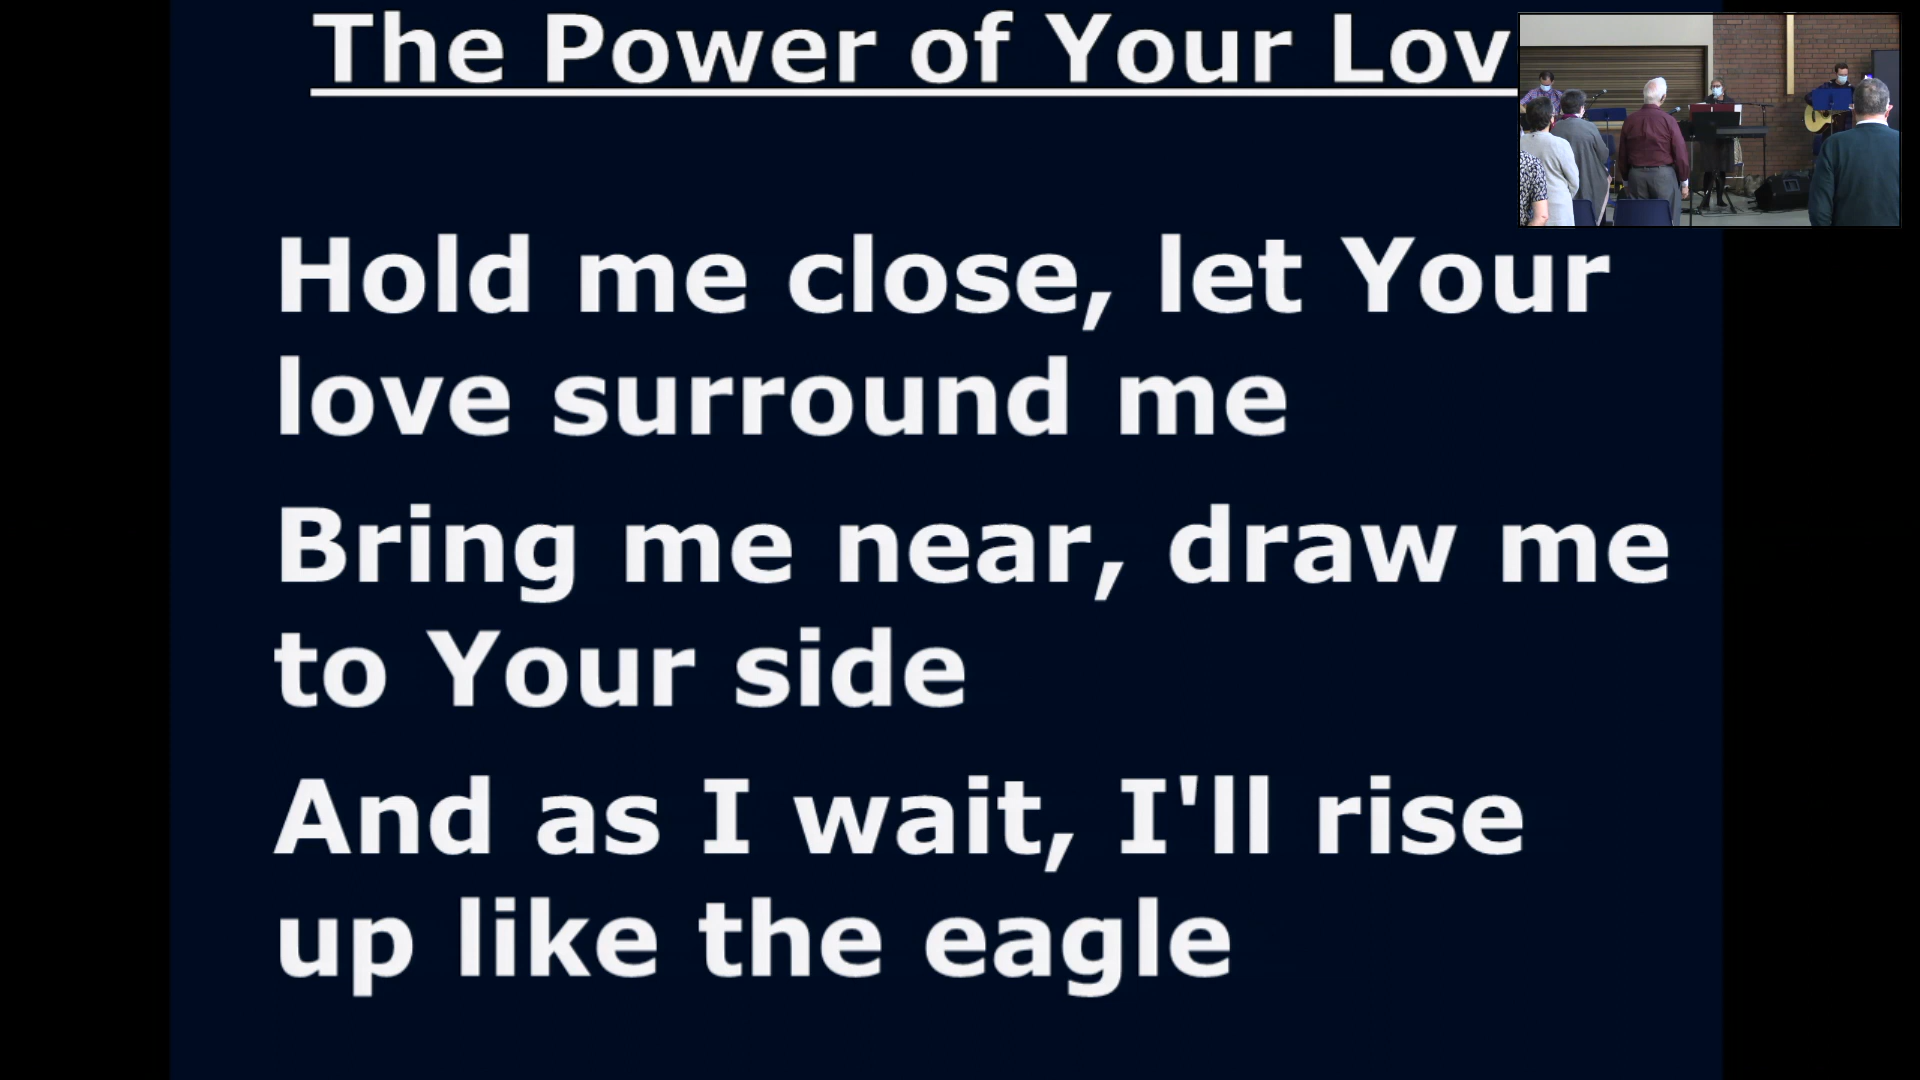 The Power of Your Lov
Hold me close, let Your
love surround me
Bring me near, draw me
to Your side
And as I wait, I'll rise
up like the eagle